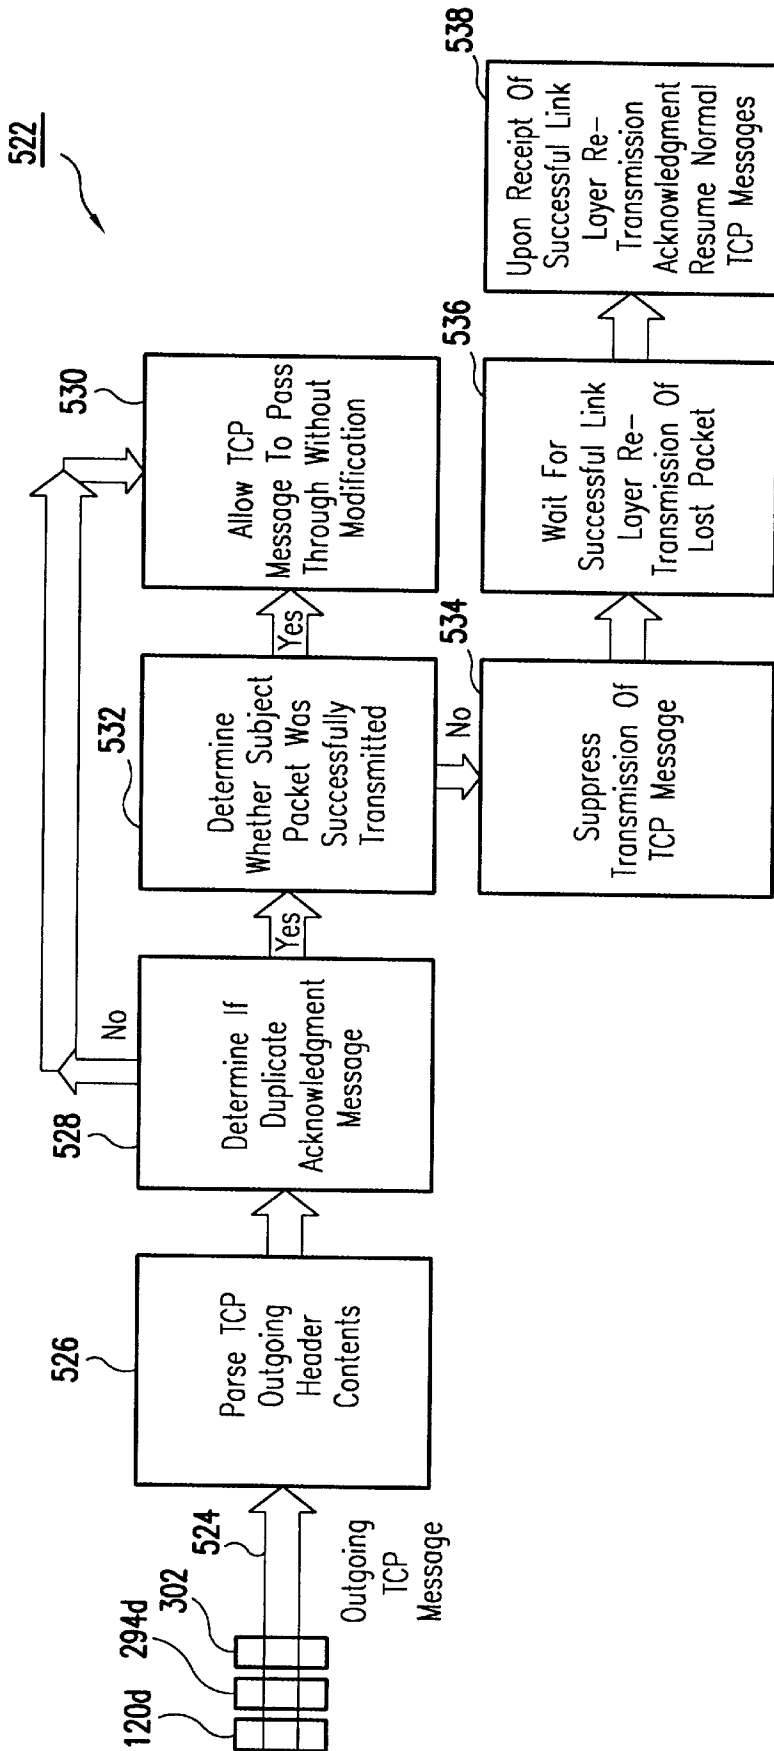 522
120d
294d
302
524
Outgoing
TCP
Message
526
Parse TCP
Outgoing
Header
Contents
528
Determine If
Duplicate
Acknowledgment
Message
No
Yes
532
Determine
Whether Subject
Packet Was
Successfully
Transmitted
Yes
530
Allow TCP
Message To Pass
Through Without
Modification
No
534
Suppress
Transmission Of
TCP Message
536
Wait For
Successful Link
Layer Re-
Transmission Of
Lost Packet
538
Upon Receipt Of
Successful Link
Layer Re-
Transmission
Acknowledgment
Resume Normal
TCP Messages